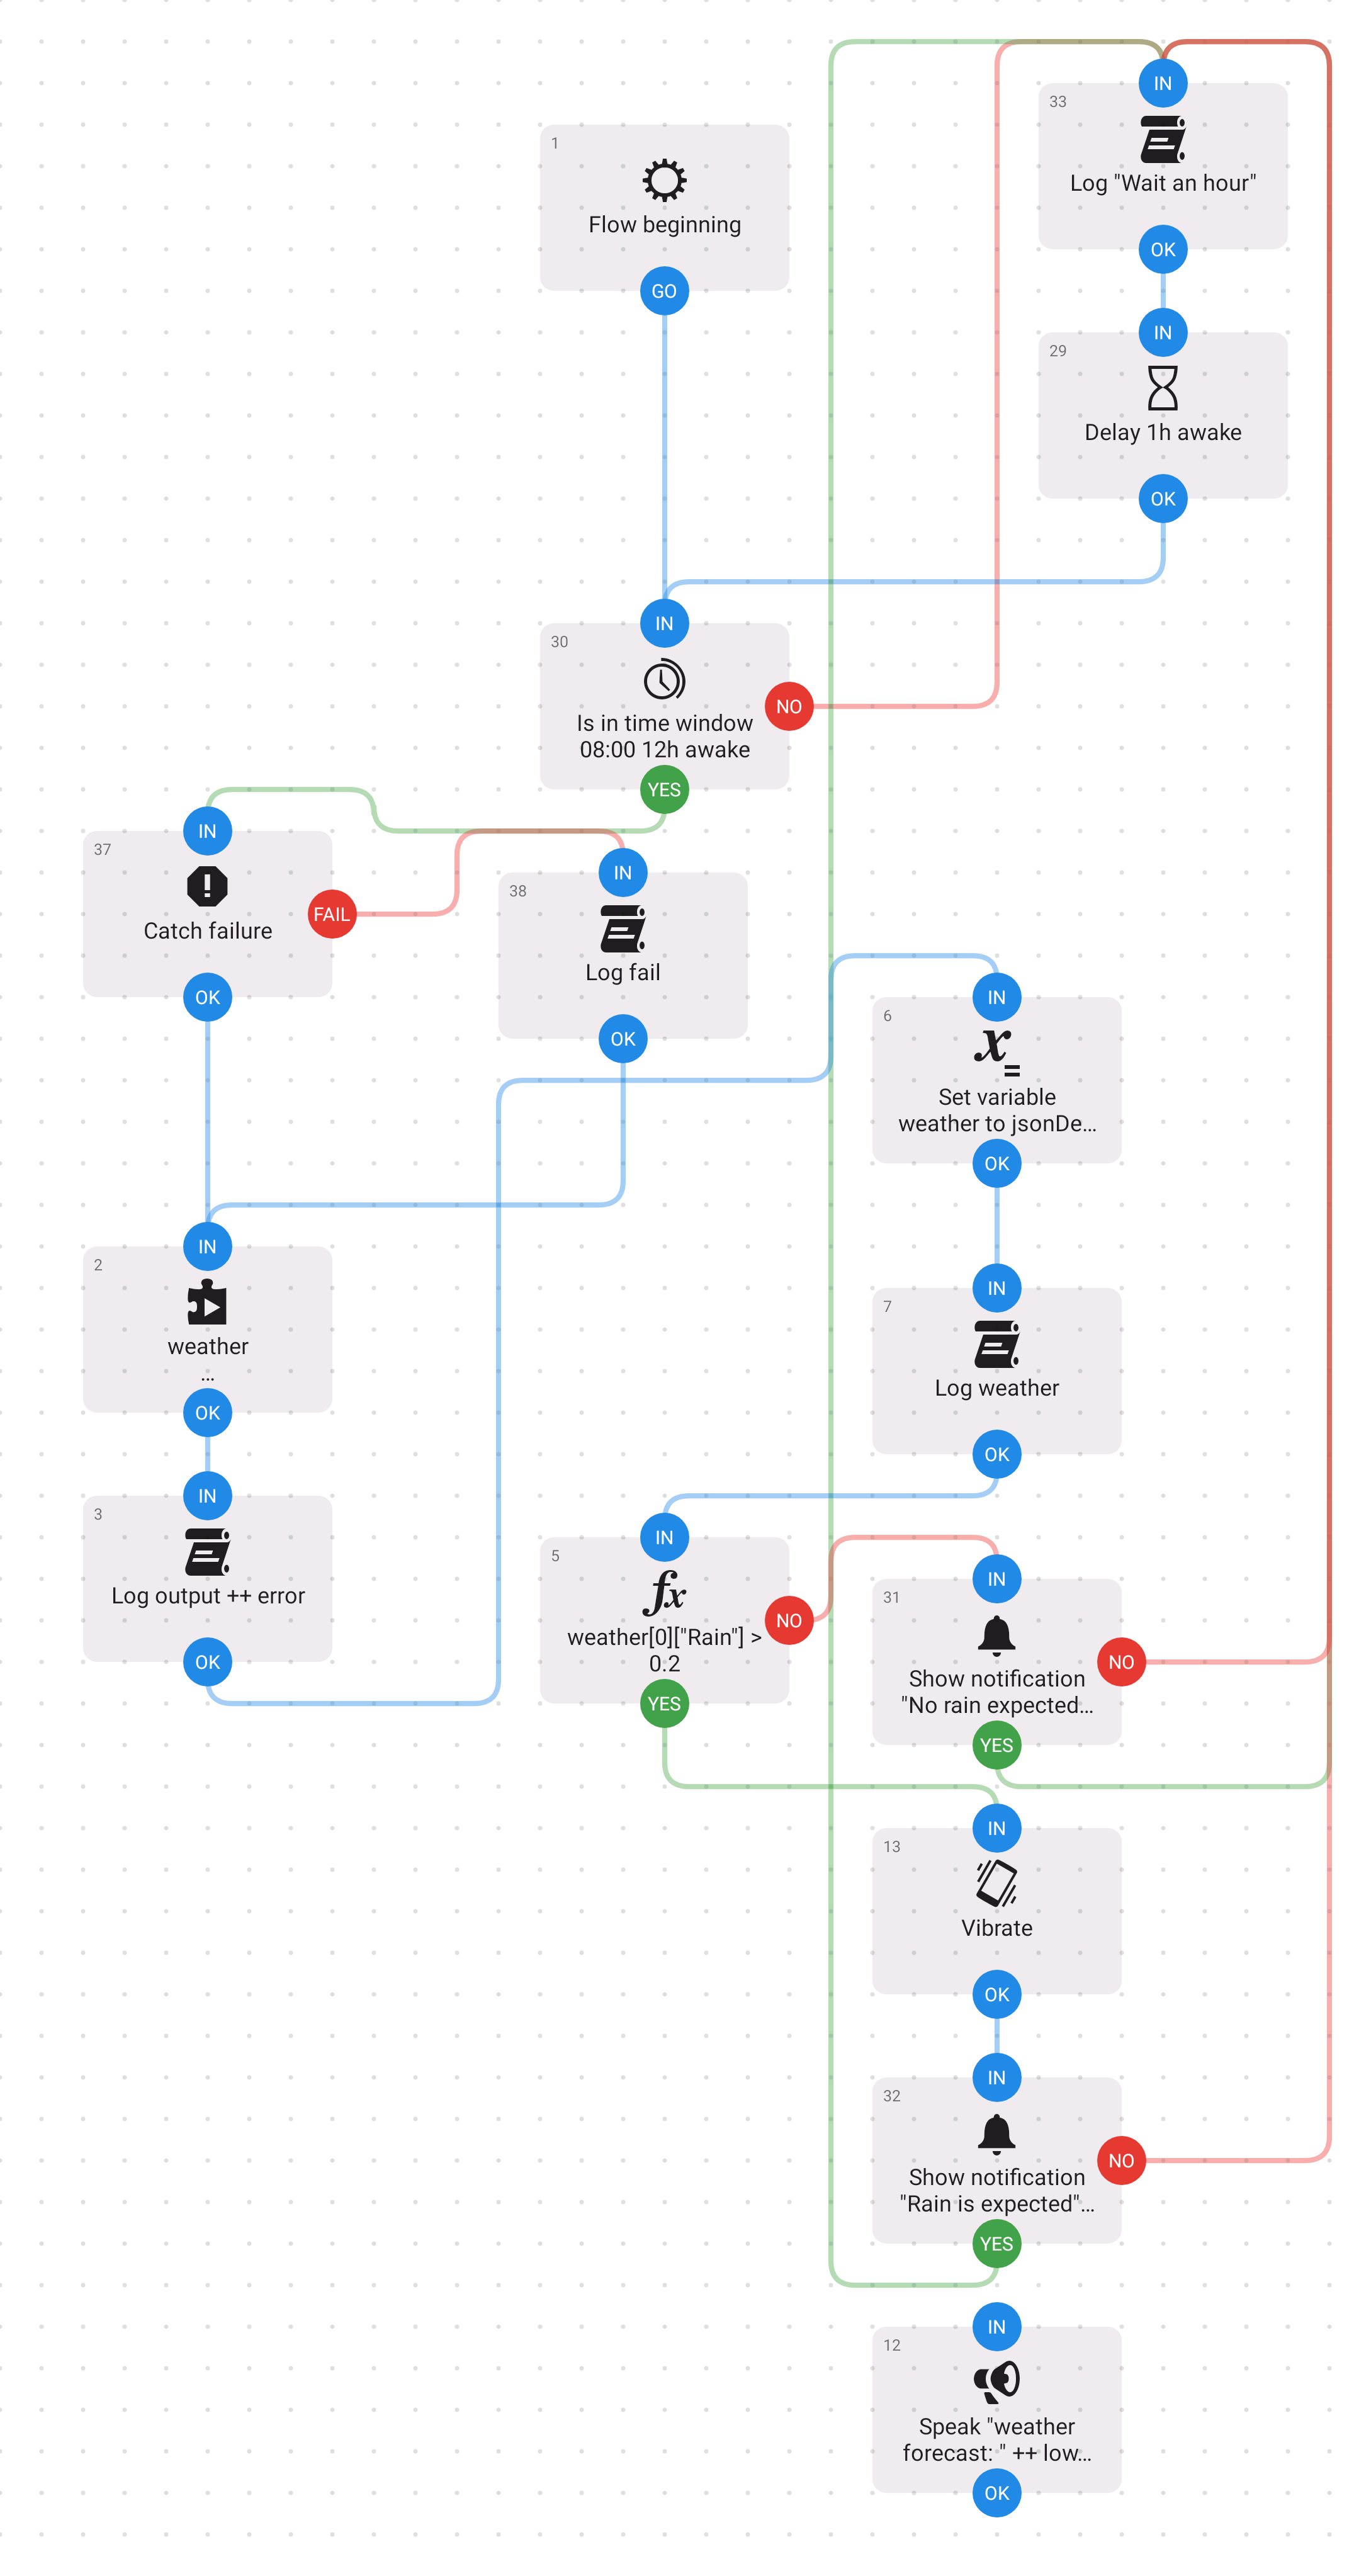 IN
33
Log "Wait an hour"
OK
1
Flow beginning
GO
IN
29
Delay 1h awake
OK
IN
30
Is in time window
08:00 12h awake
NO
YES
IN
37
Catch failure
FAIL
OK
IN
38
Log fail
OK
IN
6
x=
Set variable
weather to jsonDe...
OK
IN
2
weather
...
OK
IN
7
Log weather
OK
IN
3
Log output ++ error
OK
IN
5
fx
weather[0]["Rain"] >
0.2
NO
YES
IN
31
Show notification
"No rain expected...
NO
YES
IN
13
Vibrate
OK
IN
32
Show notification
"Rain is expected"...
NO
YES
IN
12
Speak "weather
forecast: " ++ low...
OK